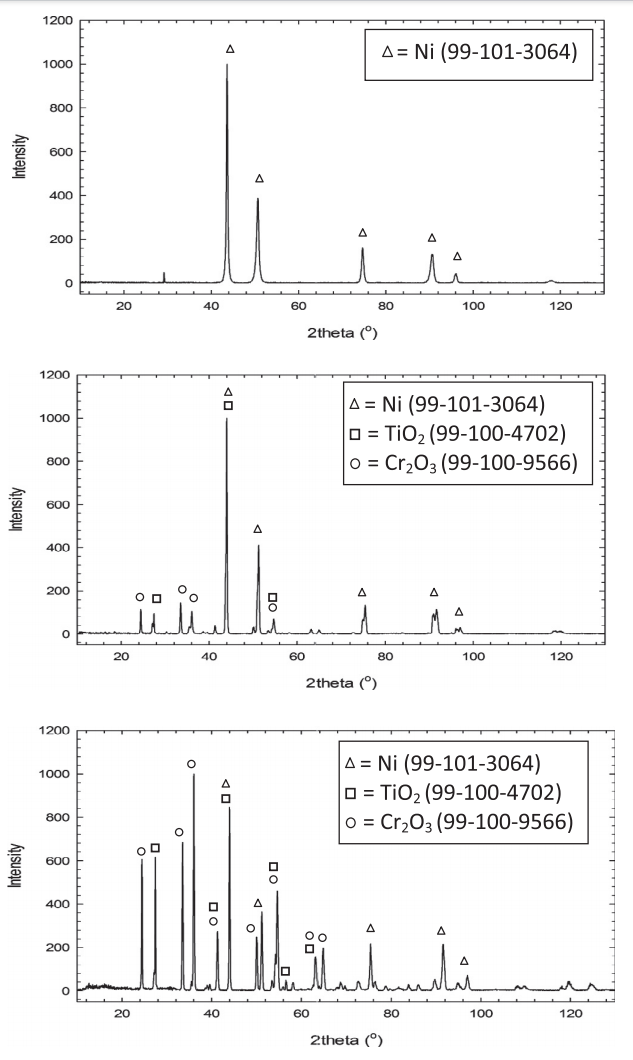 1200
1000
800
600
400
200
0
Intensity
△ = Ni (99-101-3064)
20 40 60 80 100 120
2theta (°)
1200
1000
800
600
400
200
0
Intensity
△ = Ni (99-101-3064)
□ = TiO₂ (99-100-4702)
○ = Cr₂O₃ (99-100-9566)
20 40 60 80 100 120
2theta (°)
1200
1000
800
600
400
200
0
Intensity
△ = Ni (99-101-3064)
□ = TiO₂ (99-100-4702)
○ = Cr₂O₃ (99-100-9566)
20 40 60 80 100 120
2theta (°)